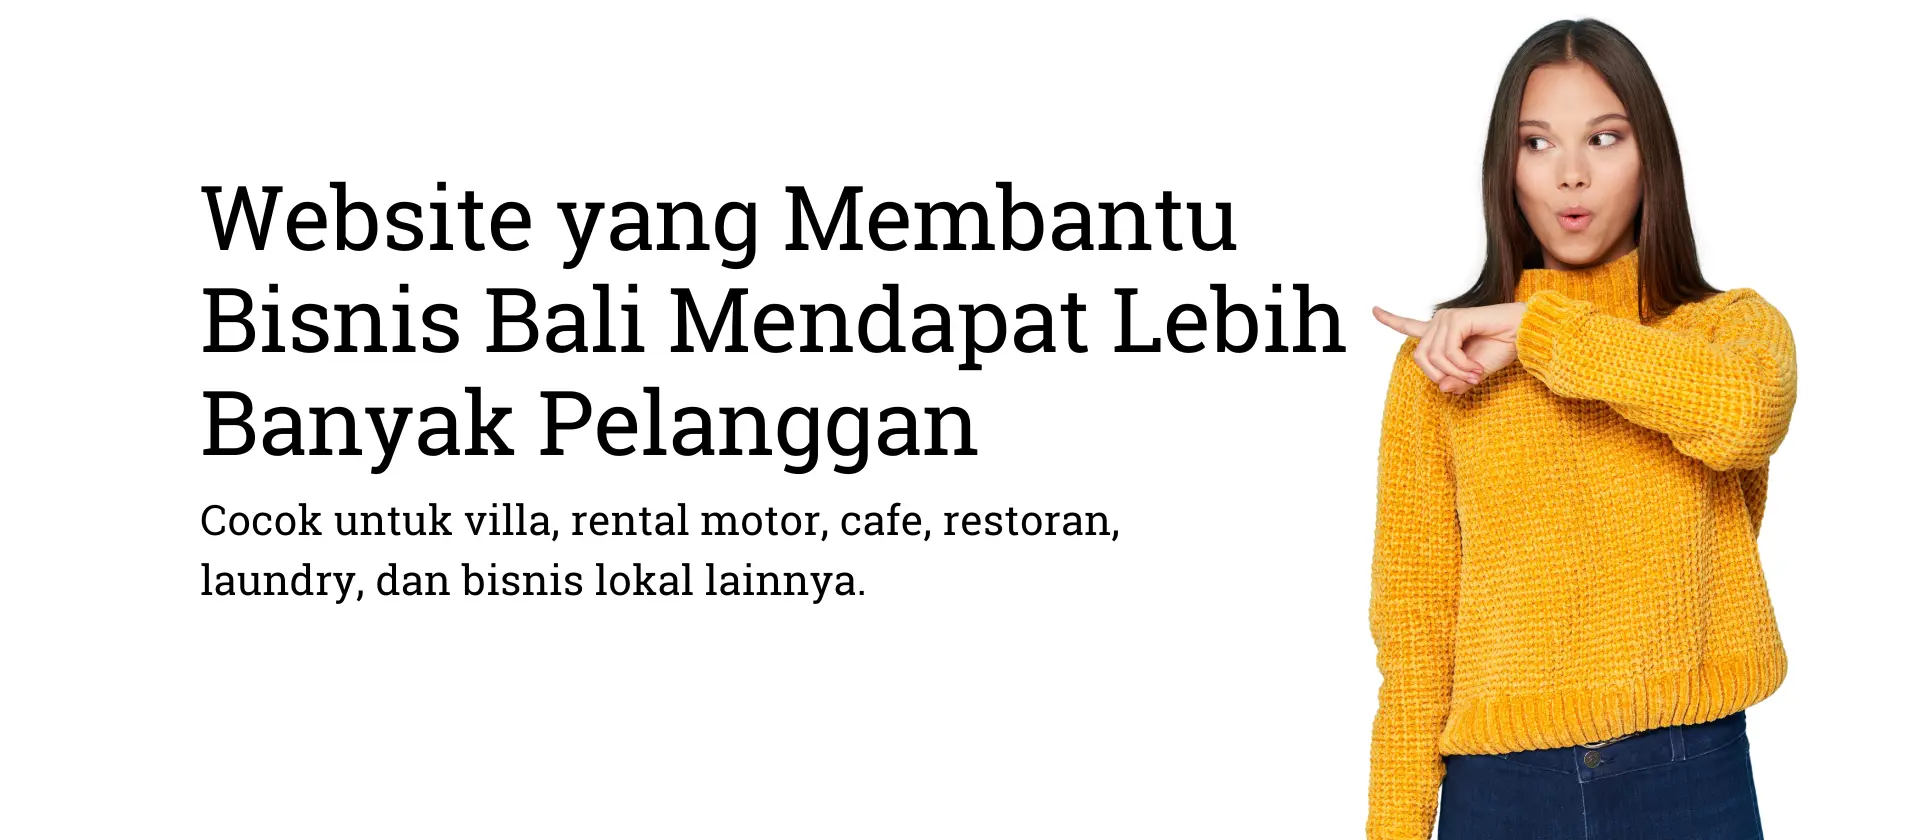 Website yang Membantu
Bisnis Bali Mendapat Lebih
Banyak Pelanggan
Cocok untuk villa, rental motor, cafe, restoran,
laundry, dan bisnis lokal lainnya.